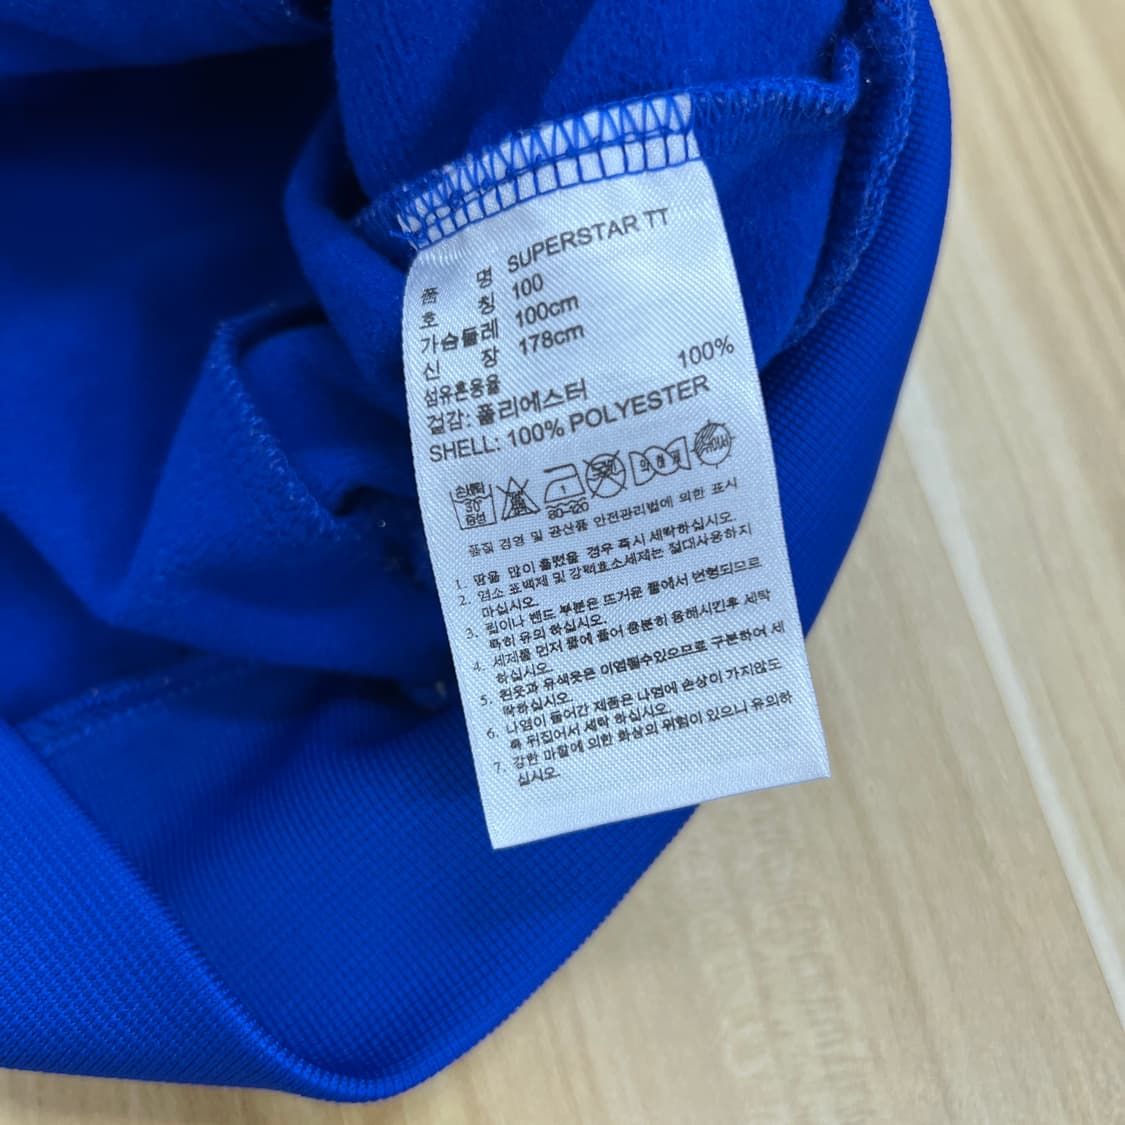 품 명 SUPERSTAR TT
호 칭 100
가슴둘레 100cm
신 장 178cm
섬유혼용율
겉감: 폴리에스터 100%
SHELL: 100% POLYESTER
손세탁 30° 중성 80~120
품질 경영 및 공산품 안전관리법에 의한 표시
1. 땀을 많이 흘렸을 경우 즉시 세탁하십시오.
2. 염소 표백제 및 강력효소세제는 절대사용하지
마십시오.
3. 립이나 밴드 부분은 뜨거운 물에서 변형되므로
특히 유의 하십시오.
4. 세제를 먼저 물에 풀어 충분히 용해시킨후 세탁
하십시오.
5. 흰옷과 유색옷은 이염될수있으므로 구분하여 세
탁하십시오.
6. 나염이 들어간 제품은 나염에 손상이 가지않도
록 뒤집어서 세탁 하십시오
7. 강한 마찰에 의한 화상의 위험이 있으니 유의하
십시오.